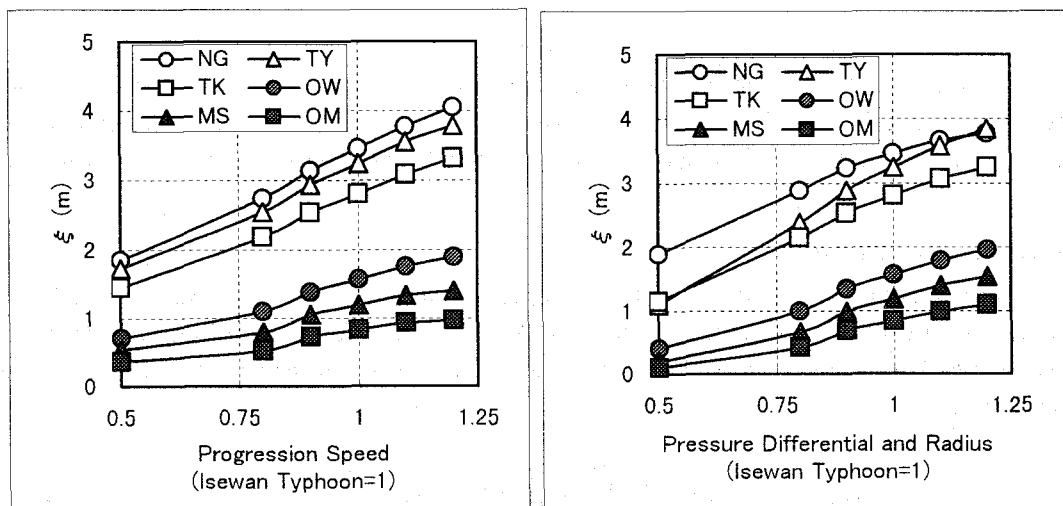 5
4
3
2
1
0
ξ (m)
NG TY
TK OW
MS OM
0.5 0.75 1 1.25
Progression Speed
(Isewan Typhoon=1)
5
4
3
2
1
0
ξ (m)
NG TY
TK OW
MS OM
0.5 0.75 1 1.25
Pressure Differential and Radius
(Isewan Typhoon=1)